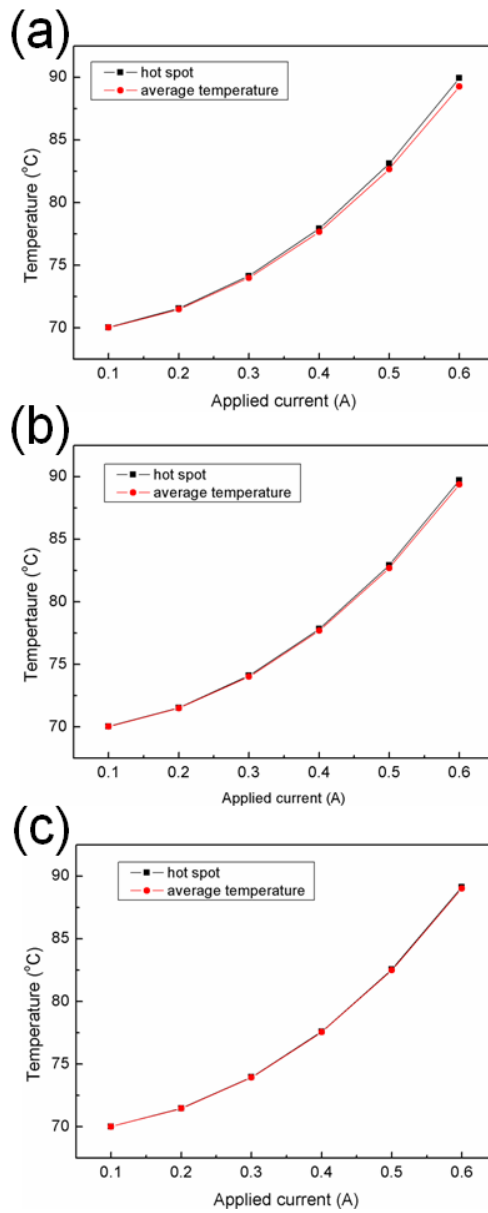 (a)
hot spot
average temperature
90
85
80
75
70
Temperature (°C)
0.1 0.2 0.3 0.4 0.5 0.6
Applied current (A)
(b)
hot spot
average temperature
90
85
80
75
70
Tempertaure (°C)
0.1 0.2 0.3 0.4 0.5 0.6
Applied current (A)
(c)
hot spot
average temperature
90
85
80
75
70
Temperature (°C)
0.1 0.2 0.3 0.4 0.5 0.6
Applied current (A)